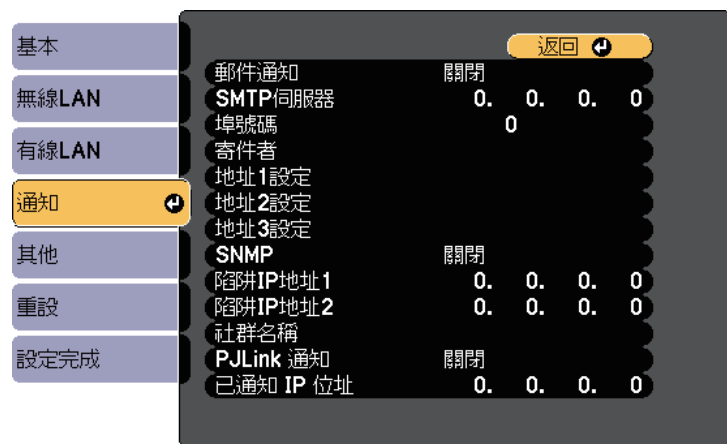 基本
無線LAN
有線LAN
通知
其他
重設
設定完成
返回
郵件通知 關閉
SMTP伺服器 0. 0. 0. 0
埠號碼 0
寄件者
地址1設定
地址2設定
地址3設定
SNMP 關閉
陷阱IP地址1 0. 0. 0. 0
陷阱IP地址2 0. 0. 0. 0
社群名稱
PJLink 通知 關閉
已通知 IP 位址 0. 0. 0. 0